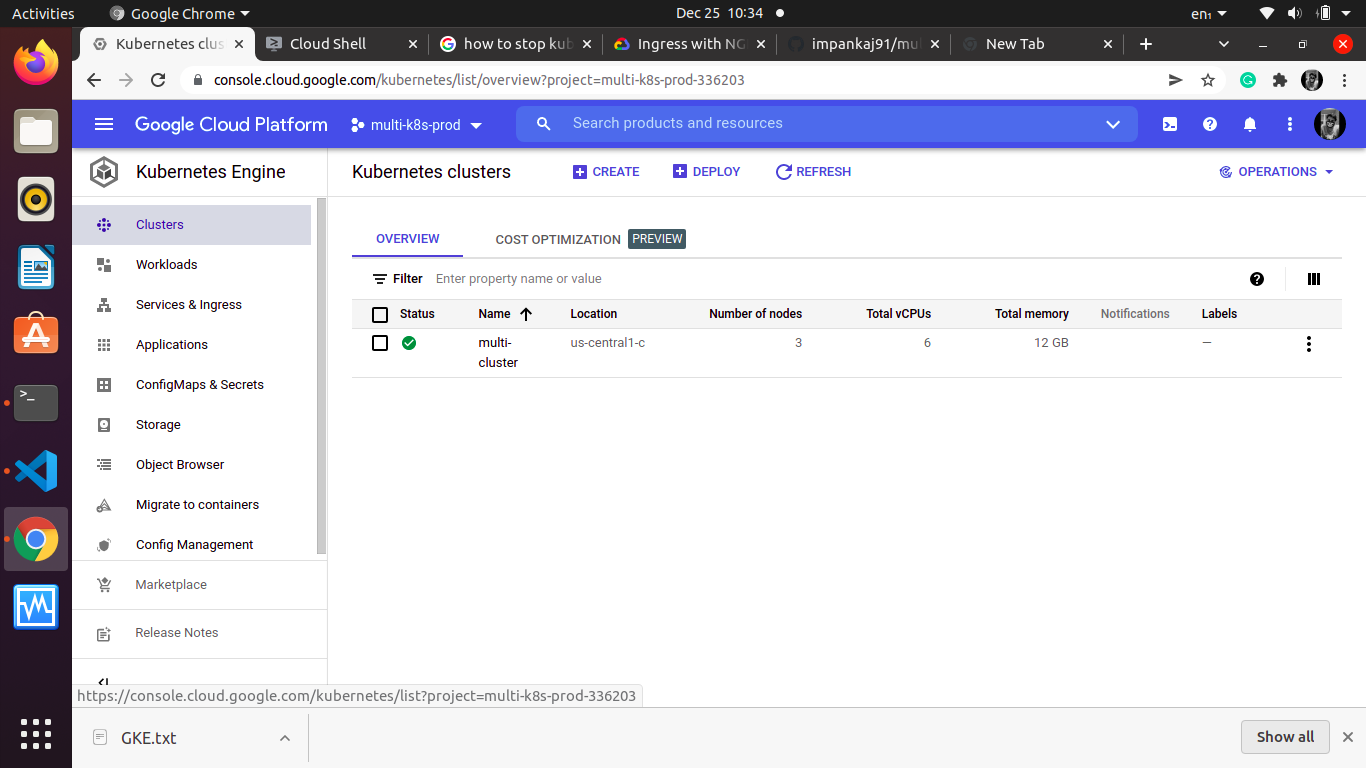 Activities Google Chrome Dec 25 10:34 en₁
Kubernetes clus Cloud Shell how to stop kub Ingress with NG impankaj91/mul New Tab
console.cloud.google.com/kubernetes/list/overview?project=multi-k8s-prod-336203
Google Cloud Platform multi-k8s-prod Search products and resources
Kubernetes Engine Kubernetes clusters CREATE DEPLOY REFRESH OPERATIONS
Clusters
Workloads
Services & Ingress
Applications
ConfigMaps & Secrets
Storage
Object Browser
Migrate to containers
Config Management
Marketplace
Release Notes
OVERVIEW COST OPTIMIZATION PREVIEW
Filter Enter property name or value
Status Name Location Number of nodes Total vCPUs Total memory Notifications Labels
multi-cluster us-central1-c 3 6 12 GB —
https://console.cloud.google.com/kubernetes/list?project=multi-k8s-prod-336203
GKE.txt Show all